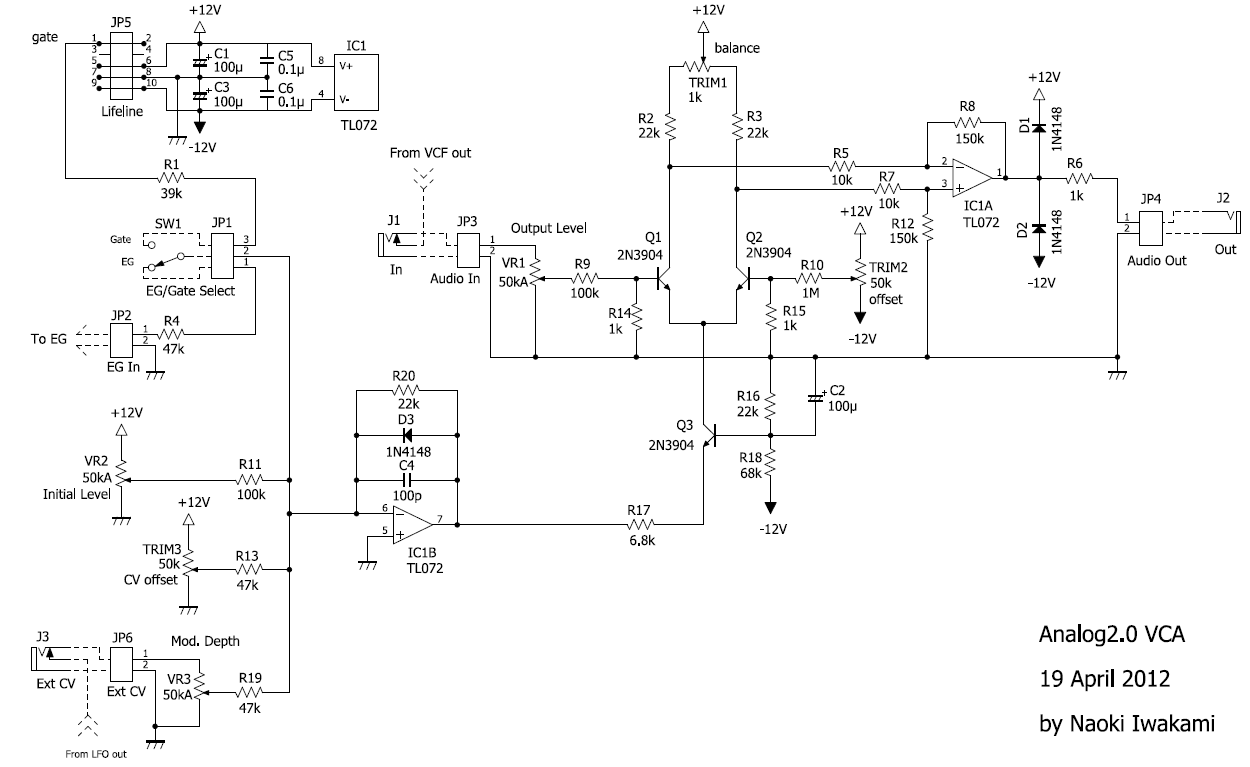 +12V
JP5
gate
1
2
3
4
5
6
7
8
9
10
Lifeline
C1
100µ
C3
100µ
C5
0.1µ
C6
0.1µ
IC1
8
V+
4
V-
TL072
-12V
R1
39k
SW1
JP1
Gate
EG
3
2
1
EG/Gate Select
JP2
To EG
1
2
R4
47k
EG In
+12V
VR2
50kA
Initial Level
R11
100k
+12V
TRIM3
50k
CV offset
R13
47k
J3
JP6
Mod. Depth
1
2
Ext CV
Ext CV
VR3
50kA
R19
47k
From LFO out
From VCF out
J1
JP3
1
2
In
Audio In
Output Level
VR1
50kA
R9
100k
R14
1k
+12V
balance
TRIM1
1k
R2
22k
R3
22k
Q1
2N3904
Q2
2N3904
R5
10k
R7
10k
R8
150k
2
3
1
IC1A
TL072
R12
150k
+12V
D1
1N4148
D2
1N4148
-12V
R6
1k
JP4
1
2
J2
Out
Audio Out
R10
1M
+12V
TRIM2
50k
offset
-12V
R15
1k
R16
22k
C2
100µ
Q3
2N3904
R18
68k
-12V
R20
22k
D3
1N4148
C4
100p
6
5
7
IC1B
TL072
R17
6.8k
Analog2.0 VCA
19 April 2012
by Naoki Iwakami